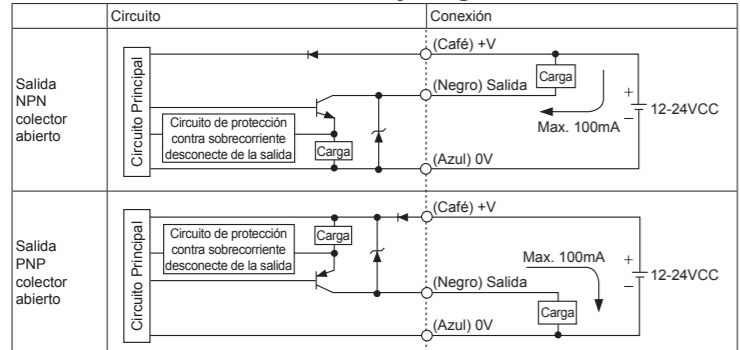 Circuito
Conexión
Salida
NPN
colector
abierto
Circuito Principal
Circuito de protección
contra sobrecorriente
desconecte de la salida
Carga
(Café) +V
(Negro) Salida
(Azul) 0V
Carga
Max. 100mA
+
−
12-24VCC
Salida
PNP
colector
abierto
Circuito Principal
Circuito de protección
contra sobrecorriente
desconecte de la salida
Carga
(Café) +V
(Negro) Salida
(Azul) 0V
Max. 100mA
Carga
+
−
12-24VCC